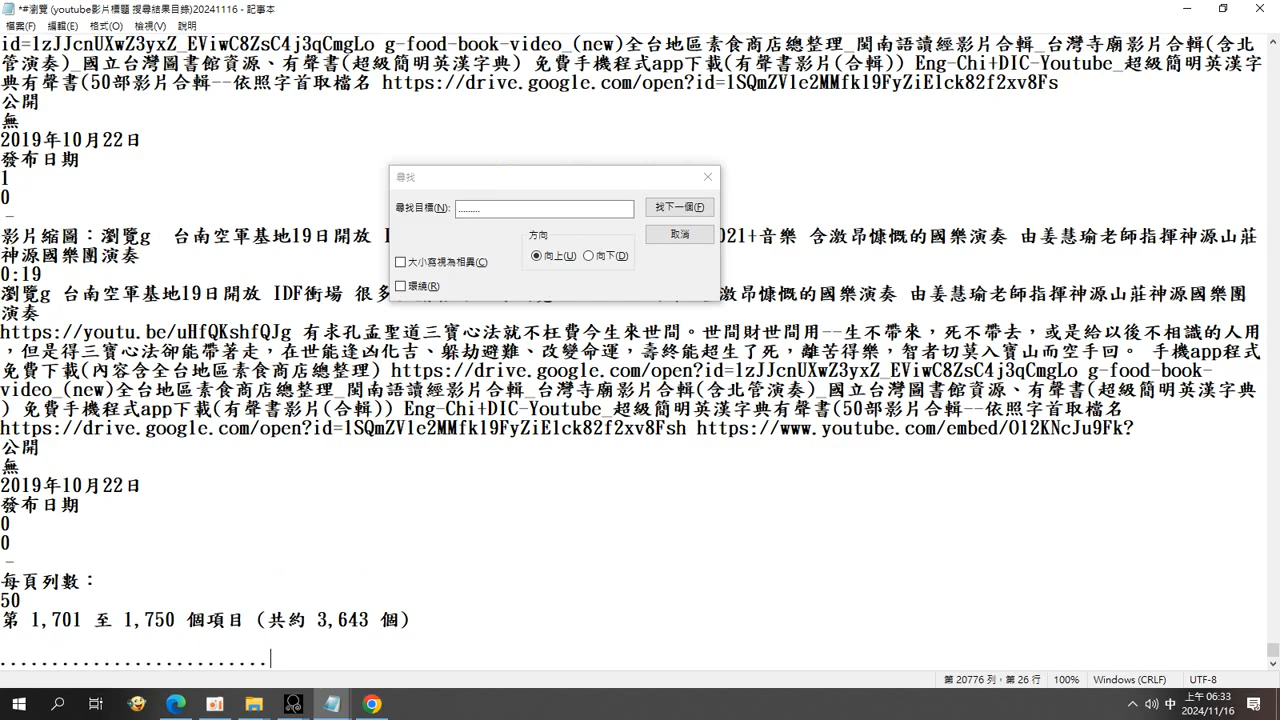 *#瀏覽 (youtube影片標題 搜尋結果目錄)20241116 - 記事本
檔案(F) 編輯(E) 格式(O) 檢視(V) 說明
id=1zJJcnUXwZ3yxZ_EViwC8ZsC4j3qCmgLo g-food-book-video_(new)全台地區素食商店總整理_閩南語讀經影片合輯_台灣寺廟影片合輯(含北
管演奏)_國立台灣圖書館資源、有聲書(超級簡明英漢字典) 免費手機程式app下載(有聲書影片(合輯)) Eng-Chi+DIC-Youtube_超級簡明英漢字
典有聲書(50部影片合輯--依照字首取檔名 https://drive.google.com/open?id=1SQmZV1e2MMfkl9FyZiElck82f2xv8Fs
公開
無
2019年10月22日
發布日期
1
0
–
影片縮圖：瀏覽g 台南空軍基地19日開放 I
021+音樂 含激昂慷慨的國樂演奏 由姜慧瑜老師指揮神源山莊
神源國樂團演奏
0:19
瀏覽g 台南空軍基地19日開放 IDF衝場 很多
激昂慷慨的國樂演奏 由姜慧瑜老師指揮神源山莊神源國樂團
演奏
https://youtu.be/uHfQKshfQJg 有求孔孟聖道三寶心法就不枉費今生來世間。世間財世間用--生不帶來，死不帶去，或是給以後不相識的人用
，但是得三寶心法卻能帶著走，在世能逢凶化吉、躲劫避難、改變命運，壽終能超生了死，離苦得樂，智者切莫入寶山而空手回。 手機app程式
免費下載(內容含全台地區素食商店總整理) https://drive.google.com/open?id=1zJJcnUXwZ3yxZ_EViwC8ZsC4j3qCmgLo g-food-book-
video_(new)全台地區素食商店總整理_閩南語讀經影片合輯_台灣寺廟影片合輯(含北管演奏)_國立台灣圖書館資源、有聲書(超級簡明英漢字典
) 免費手機程式app下載(有聲書影片(合輯)) Eng-Chi+DIC-Youtube_超級簡明英漢字典有聲書(50部影片合輯--依照字首取檔名
https://drive.google.com/open?id=1SQmZV1e2MMfkl9FyZiElck82f2xv8Fsh https://www.youtube.com/embed/O12KNcJu9Fk?
公開
無
2019年10月22日
發布日期
0
0
–
每頁列數：
50
第 1,701 至 1,750 個項目 (共約 3,643 個)
..........................
尋找
尋找目標(N): .........
找下一個(F)
取消
方向
向上(U) 向下(D)
大小寫視為相異(C)
環繞(R)
第 20776 列，第 26 行 100% Windows (CRLF) UTF-8
中 上午 06:33
2024/11/16